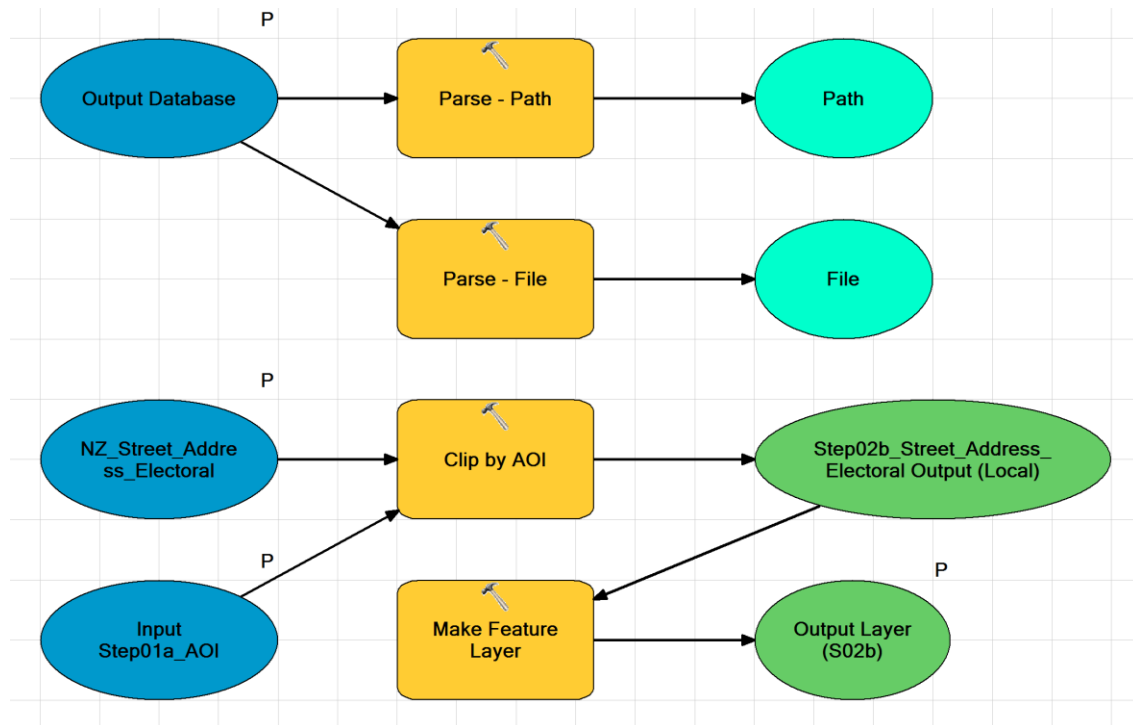 P
Output Database
Parse - Path
Path
Parse - File
File
P
NZ_Street_Addre
ss_Electoral
Clip by AOI
Step02b_Street_Address_
Electoral Output (Local)
P
Input
Step01a_AOI
Make Feature
Layer
P
Output Layer
(S02b)